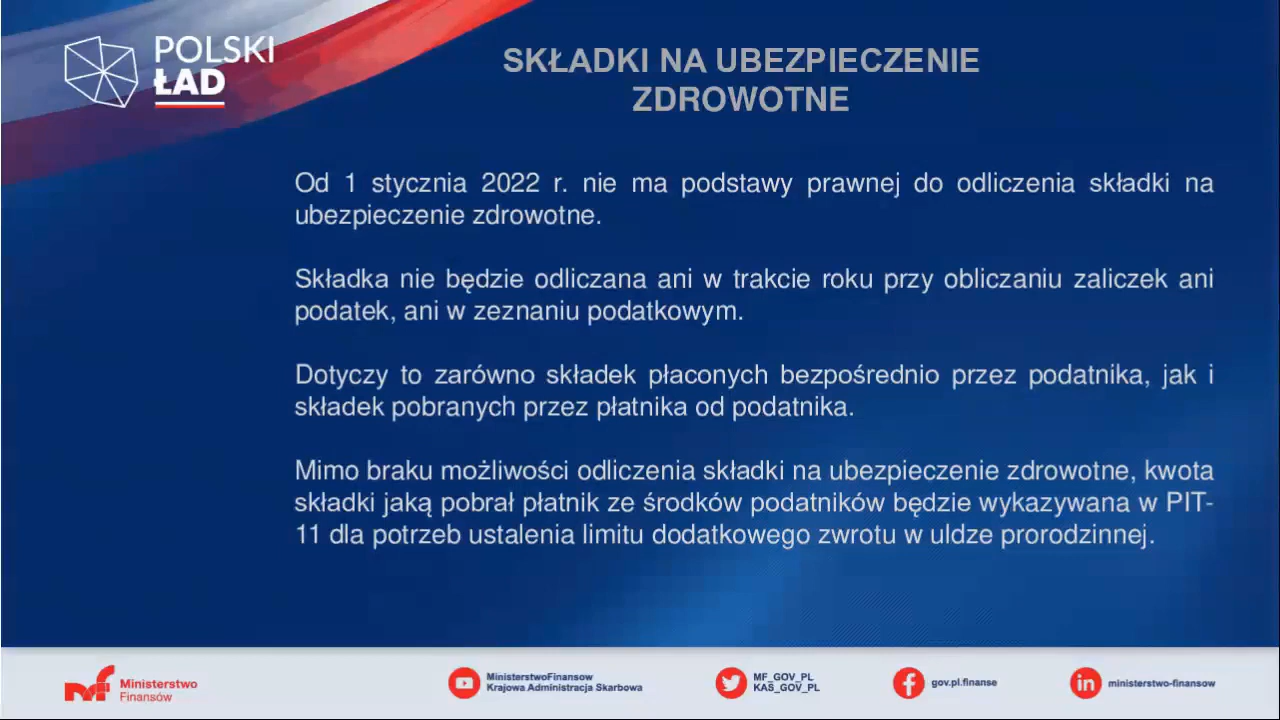 POLSKI
ŁAD
SKŁADKI NA UBEZPIECZENIE
ZDROWOTNE
Od 1 stycznia 2022 r. nie ma podstawy prawnej do odliczenia składki na
ubezpieczenie zdrowotne.
Składka nie będzie odliczana ani w trakcie roku przy obliczaniu zaliczek ani
podatek, ani w zeznaniu podatkowym.
Dotyczy to zarówno składek płaconych bezpośrednio przez podatnika, jak i
składek pobranych przez płatnika od podatnika.
Mimo braku możliwości odliczenia składki na ubezpieczenie zdrowotne, kwota
składki jaką pobrał płatnik ze środków podatników będzie wykazywana w PIT-
11 dla potrzeb ustalenia limitu dodatkowego zwrotu w uldze prorodzinnej.
Ministerstwo
Finansów
MinisterstwoFinansow
Krajowa Administracja Skarbowa
MF_GOV_PL
KAS_GOV_PL
gov.pl.finanse
in
ministerstwo-finansow